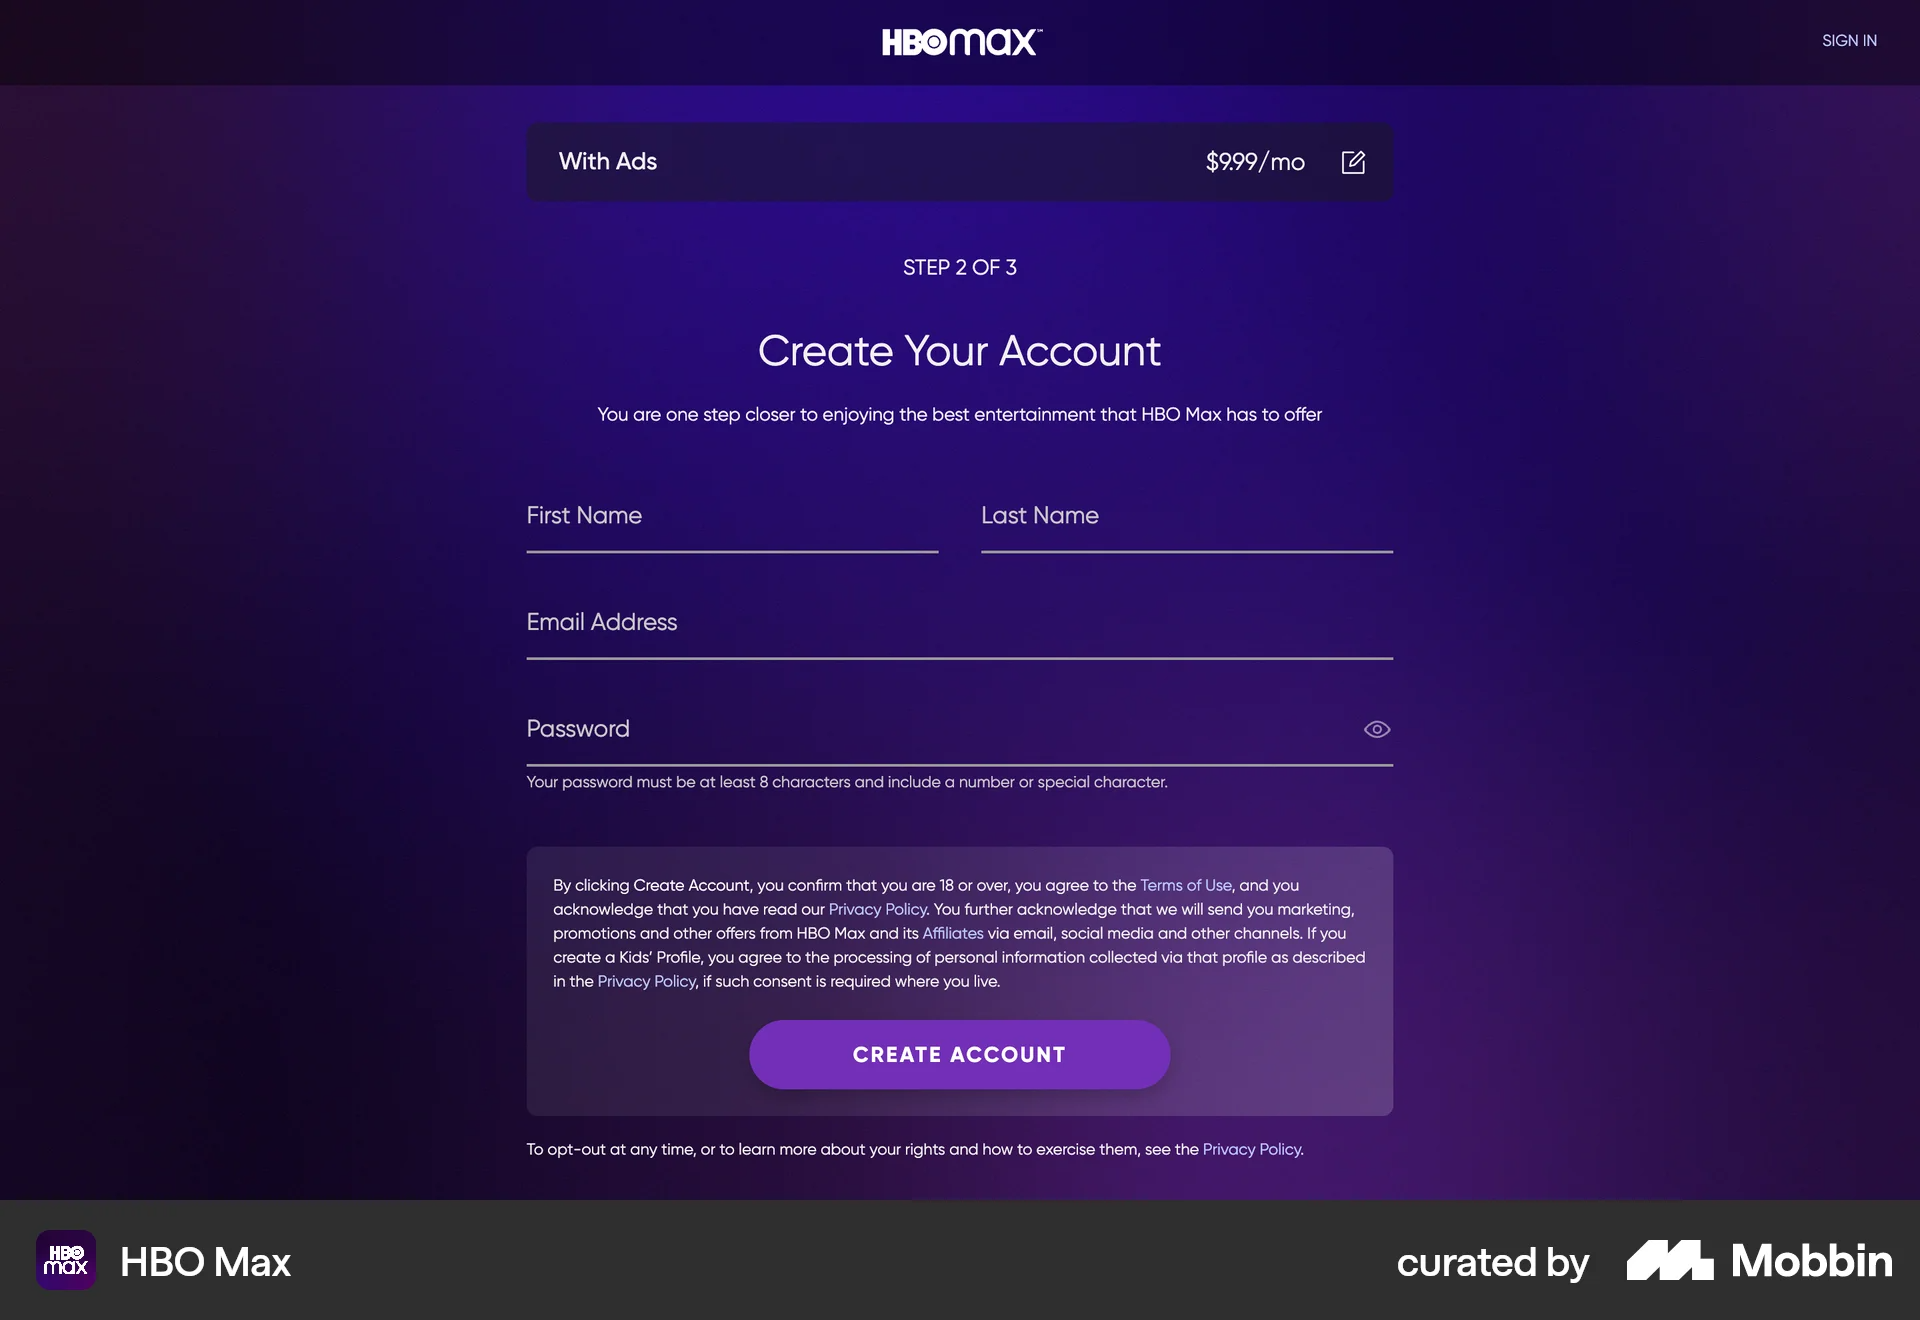 HBOmax™
SIGN IN
With Ads
$9.99/mo
STEP 2 OF 3
Create Your Account
You are one step closer to enjoying the best entertainment that HBO Max has to offer
First Name
Last Name
Email Address
Password
Your password must be at least 8 characters and include a number or special character.
By clicking Create Account, you confirm that you are 18 or over, you agree to the Terms of Use, and you
acknowledge that you have read our Privacy Policy. You further acknowledge that we will send you marketing,
promotions and other offers from HBO Max and its Affiliates via email, social media and other channels. If you
create a Kids’ Profile, you agree to the processing of personal information collected via that profile as described
in the Privacy Policy, if such consent is required where you live.
CREATE ACCOUNT
To opt-out at any time, or to learn more about your rights and how to exercise them, see the Privacy Policy.
HBO
max
HBO Max
curated by
Mobbin